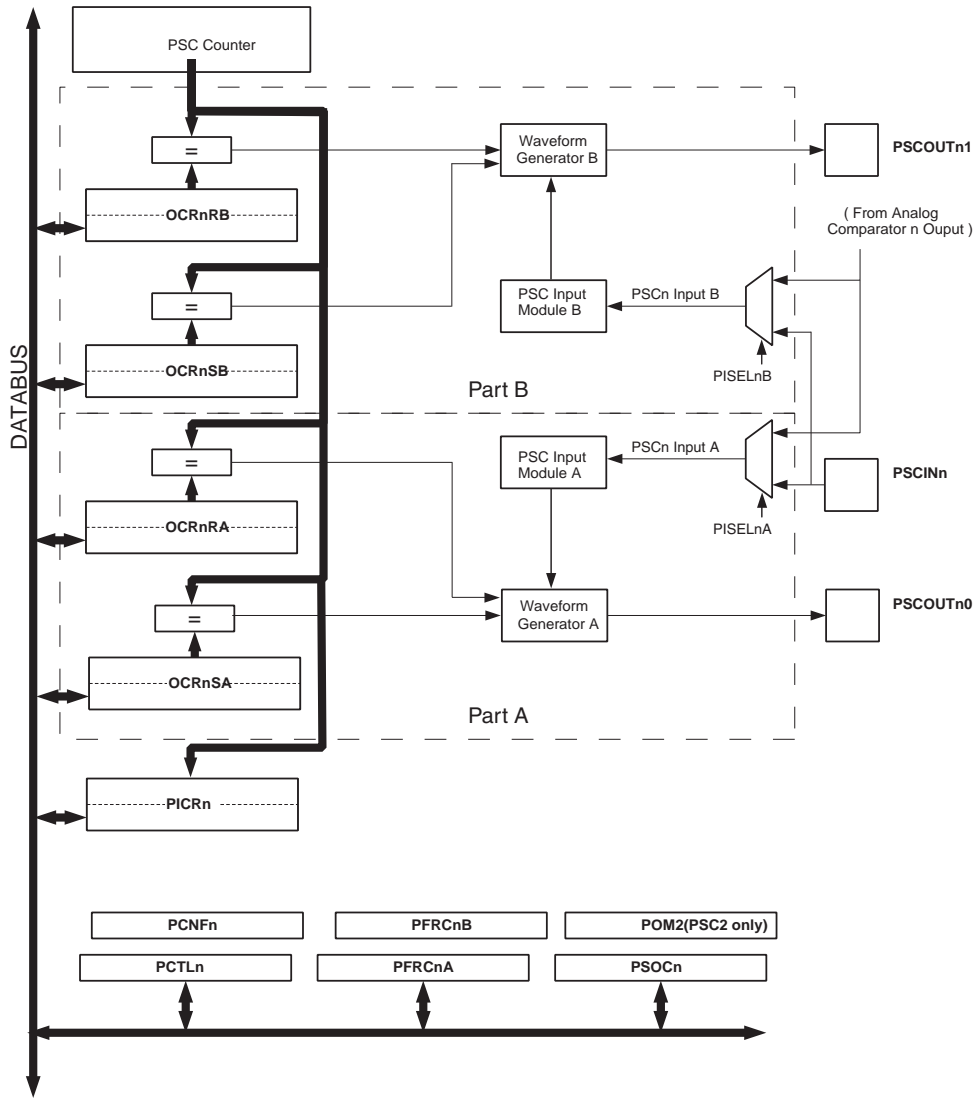 PSC Counter
=
Waveform
Generator B
PSCOUTn1
OCRnRB
( From Analog
Comparator n Ouput )
=
PSC Input
Module B
PSCn Input B
OCRnSB
PISELnB
Part B
DATABUS
=
PSC Input
Module A
PSCn Input A
PSCINn
OCRnRA
PISELnA
=
Waveform
Generator A
PSCOUTn0
OCRnSA
Part A
PICRn
PCNFn
PFRCnB
POM2(PSC2 only)
PCTLn
PFRCnA
PSOCn